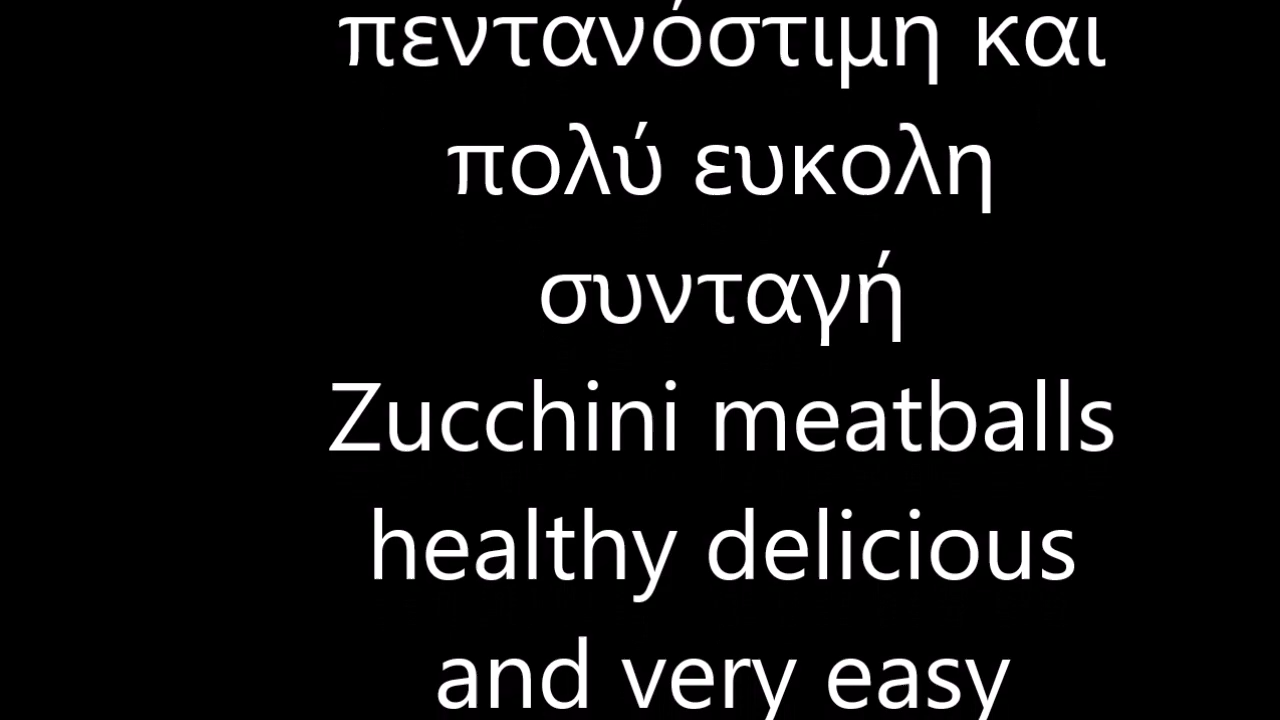 πεντανόστιμη και
πολύ ευκολη
συνταγή
Zucchini meatballs
healthy delicious
and very easy